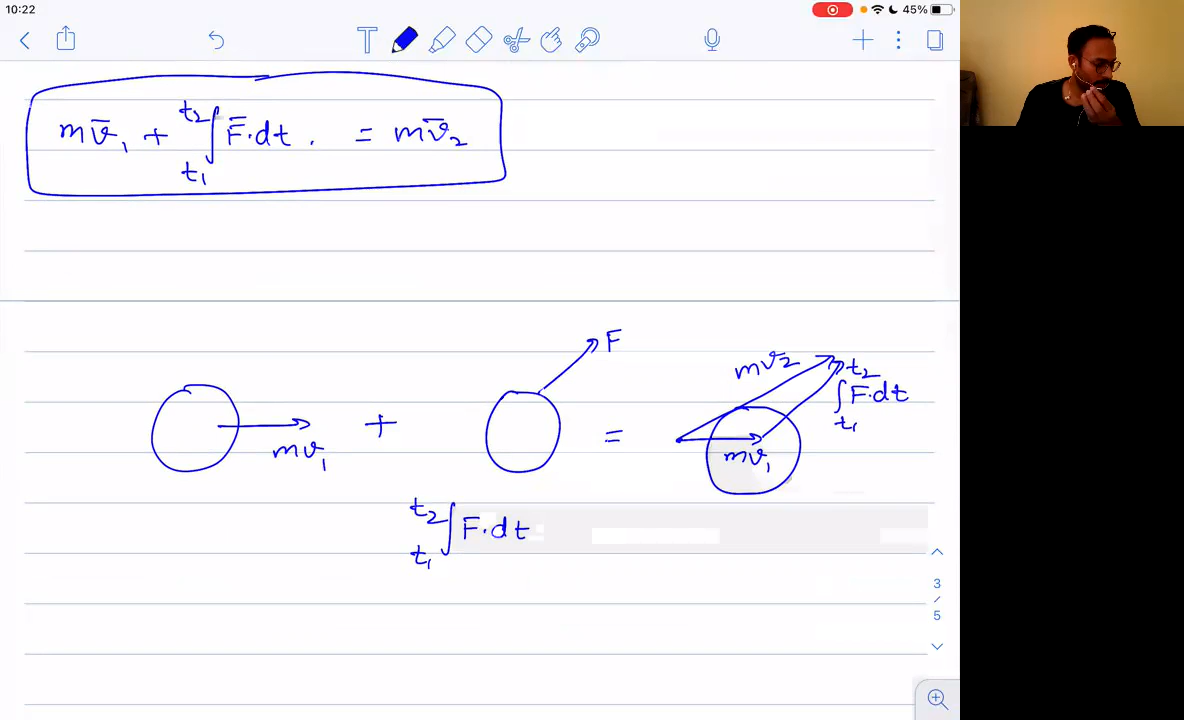 10:22
45%
T
t₂
mv̄₁ + ∫ F̄·dt . = mv̄₂
t₁
F
mv₂
t₂
∫ F·dt
t₁
+
=
mv₁
mv₁
t₂
∫ F·dt
t₁
3
/
5